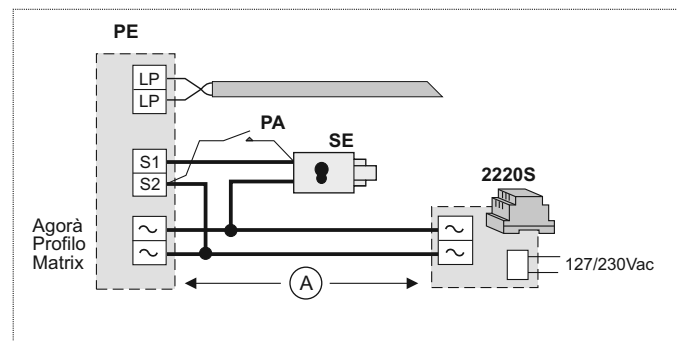 PE
LP
LP
PA
SE
S1
S2
2220S
Agorà
Profilo
Matrix
~
~
~
~
127/230Vac
A